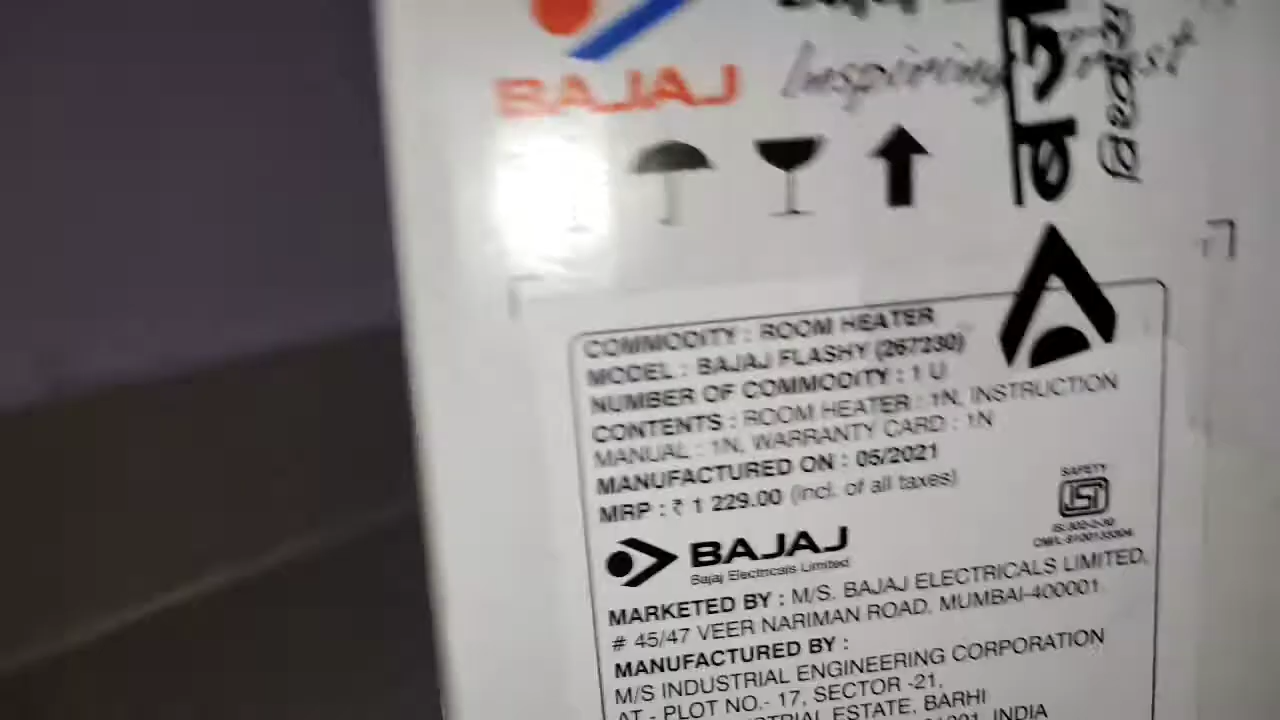 BAJAJ
Inspiring Trust
COMMODITY : ROOM HEATER
MODEL : BAJAJ FLASHY (267230)
NUMBER OF COMMODITY : 1 U
CONTENTS : ROOM HEATER : 1N, INSTRUCTION
MANUAL : 1N, WARRANTY CARD : 1N
MANUFACTURED ON : 05/2021
MRP : ₹ 1 229.00 (incl. of all taxes)
SAFETY
ISI
BAJAJ
Bajaj Electricals Limited
MARKETED BY : M/S. BAJAJ ELECTRICALS LIMITED,
# 45/47 VEER NARIMAN ROAD, MUMBAI-400001
MANUFACTURED BY :
M/S INDUSTRIAL ENGINEERING CORPORATION
AT - PLOT NO.- 17, SECTOR -21,
ESTATE, BARHI
INDIA